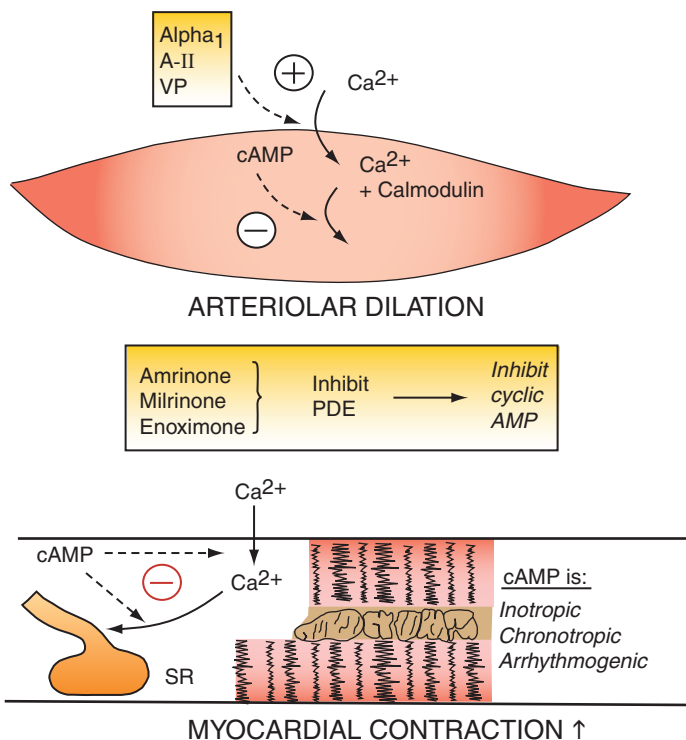 Alpha1
A-II
VP
+
Ca2+
cAMP
Ca2+
+ Calmodulin
−
ARTERIOLAR DILATION
Amrinone
Milrinone
Enoximone
Inhibit
PDE
Inhibit
cyclic
AMP
Ca2+
cAMP
−
Ca2+
SR
cAMP is:
Inotropic
Chronotropic
Arrhythmogenic
MYOCARDIAL CONTRACTION ↑